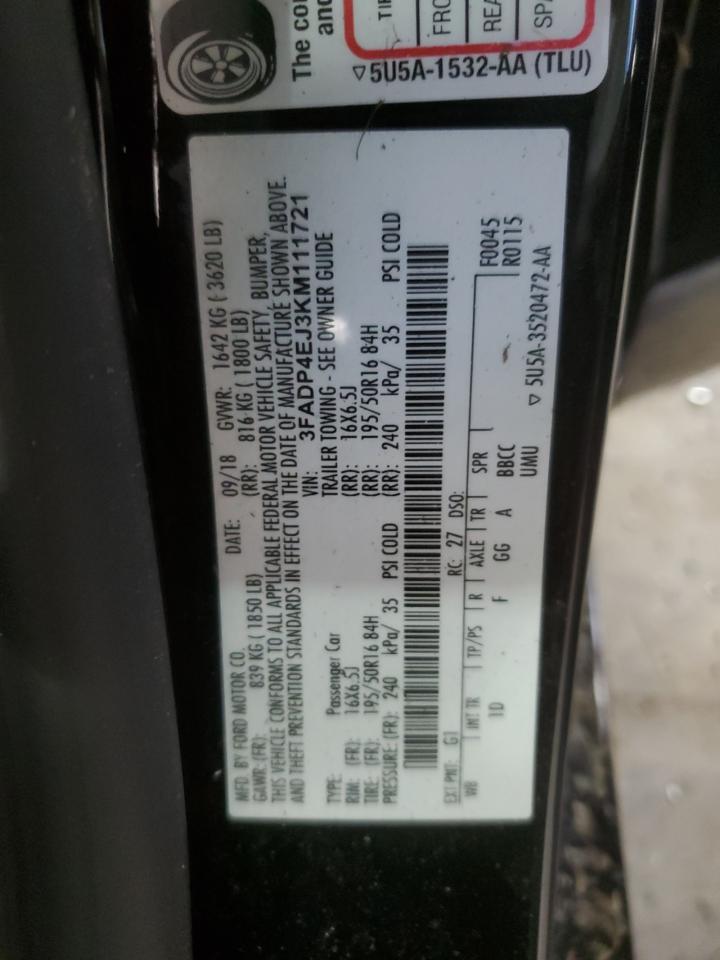 MFD. BY FORD MOTOR CO.
DATE: 09/18 GVWR: 1642 KG ( 3620 LB)
GAWR: (FR): 839 KG ( 1850 LB) (RR): 816 KG ( 1800 LB)
THIS VEHICLE CONFORMS TO ALL APPLICABLE FEDERAL MOTOR VEHICLE SAFETY, BUMPER,
AND THEFT PREVENTION STANDARDS IN EFFECT ON THE DATE OF MANUFACTURE SHOWN ABOVE.
VIN: 3FADP4EJ3KM111721
TYPE: Passenger Car TRAILER TOWING - SEE OWNER GUIDE
RIM: (FR): 16X6.5J (RR): 16X6.5J
TIRE: (FR): 195/50R16 84H (RR): 195/50R16 84H
PRESSURE: (FR): 240 kPa/ 35 PSI COLD (RR): 240 kPa/ 35 PSI COLD
EXT PNT: G1 RC: 27 DSO: F0045
WB INT TR TP/PS R AXLE TR SPR R0115
1D F GG A BBCC
UMU
▽ 5U5A-3520472-AA
The
and
TI
FRO
REA
SP
▽5U5A-1532-AA (TLU)